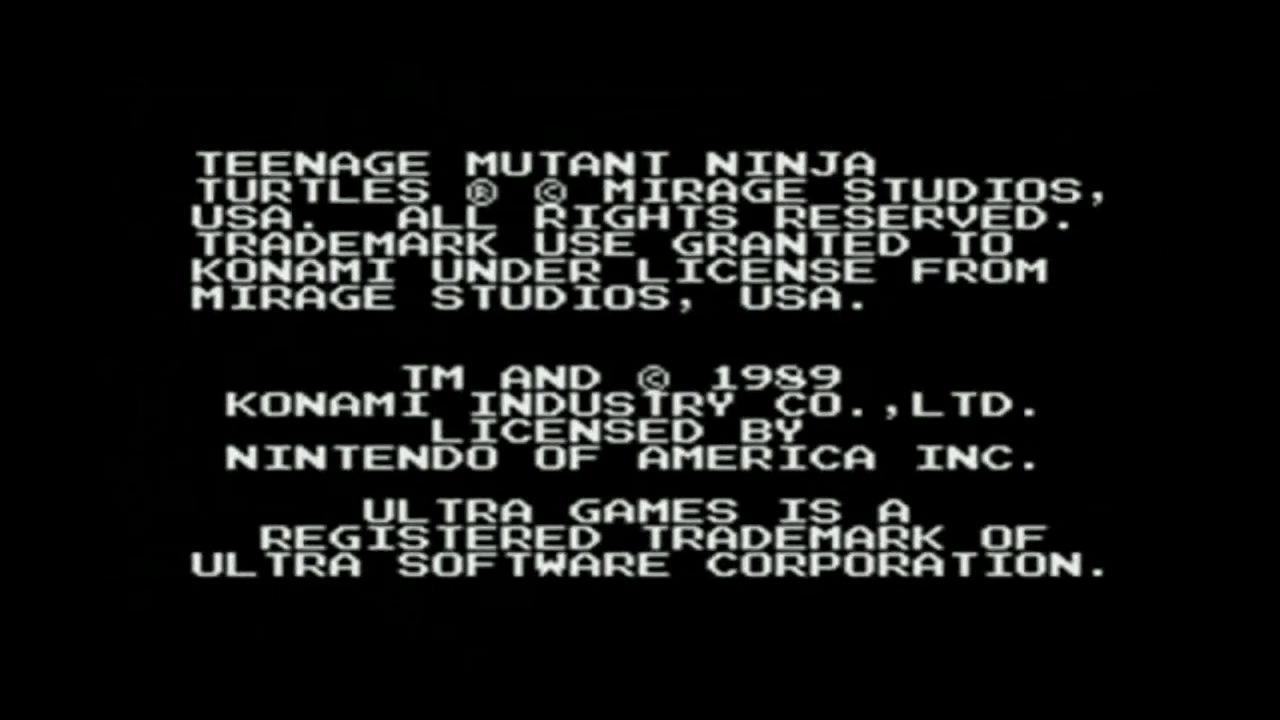 TEENAGE MUTANT NINJA
TURTLES ® © MIRAGE STUDIOS,
USA. ALL RIGHTS RESERVED.
TRADEMARK USE GRANTED TO
KONAMI UNDER LICENSE FROM
MIRAGE STUDIOS, USA.
TM AND © 1989
KONAMI INDUSTRY CO.,LTD.
LICENSED BY
NINTENDO OF AMERICA INC.
ULTRA GAMES IS A
REGISTERED TRADEMARK OF
ULTRA SOFTWARE CORPORATION.